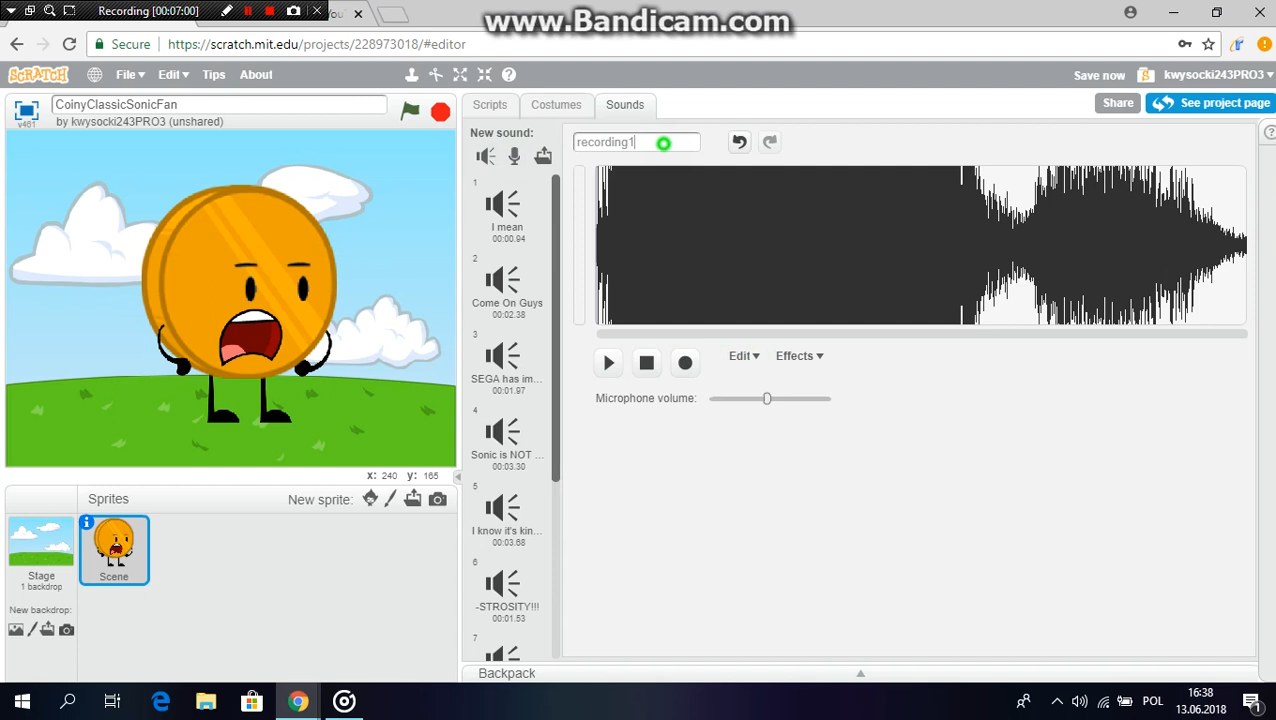 Recording [00:07:00]
You
www.Bandicam.com
Secure
https://scratch.mit.edu/projects/228973018/#editor
SCRATCH
File
Edit
Tips
About
Save now
kwysocki243PRO3
v461
CoinyClassicSonicFan
by kwysocki243PRO3 (unshared)
Scripts
Costumes
Sounds
Share
See project page
New sound:
recording1
1
I mean
00:00.94
2
Come On Guys
00:02.38
3
SEGA has im...
00:01.97
4
Sonic is NOT ...
00:03.30
5
I know it's kin...
00:03.68
6
-STROSITY!!!
00:01.53
7
Edit
Effects
Microphone volume:
x: 240 y: 165
Sprites
New sprite:
Stage
1 backdrop
New backdrop:
Scene
Backpack
POL
16:38
13.06.2018
1